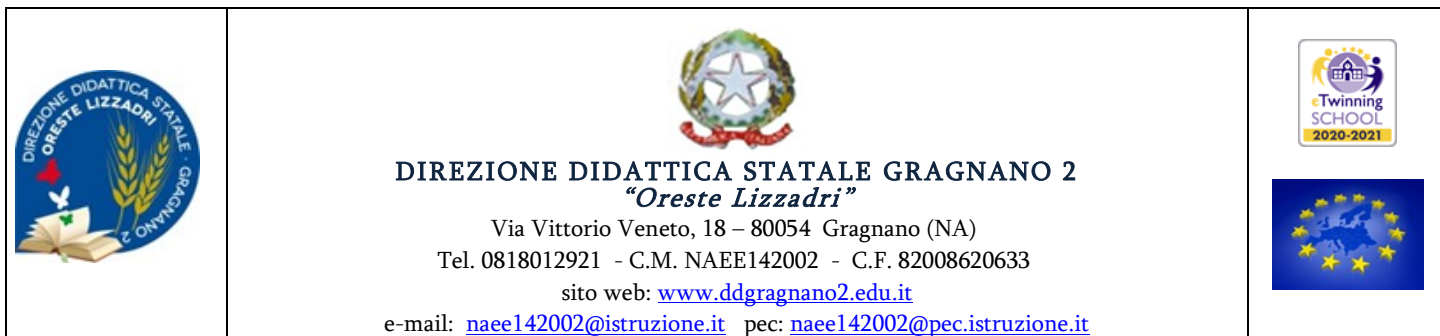 DIREZIONE DIDATTICA STATALE · GRAGNANO 2
ORESTE LIZZADRI
REPUBBLICA ITALIANA
DIREZIONE DIDATTICA STATALE GRAGNANO 2
“Oreste Lizzadri”
Via Vittorio Veneto, 18 – 80054 Gragnano (NA)
Tel. 0818012921 - C.M. NAEE142002 - C.F. 82008620633
sito web: www.ddgragnano2.edu.it
e-mail: naee142002@istruzione.it pec: naee142002@pec.istruzione.it
eTwinning
SCHOOL
2020-2021